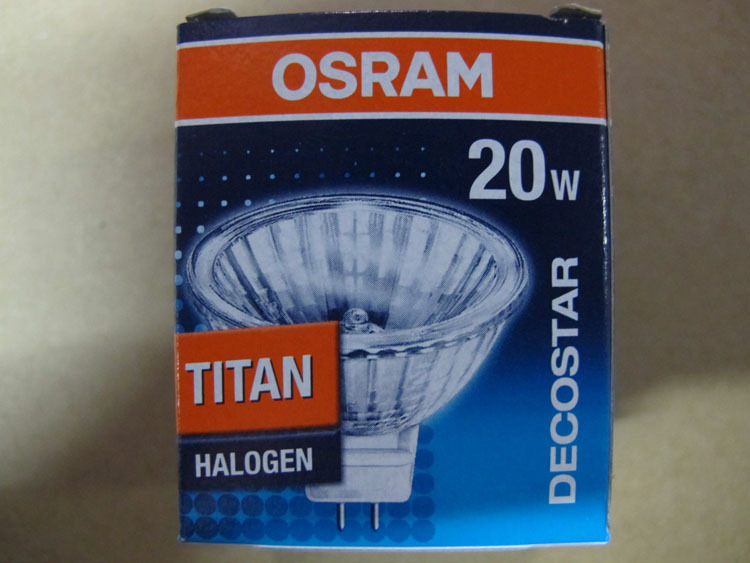 OSRAM
20W
DECOSTAR
TITAN
HALOGEN